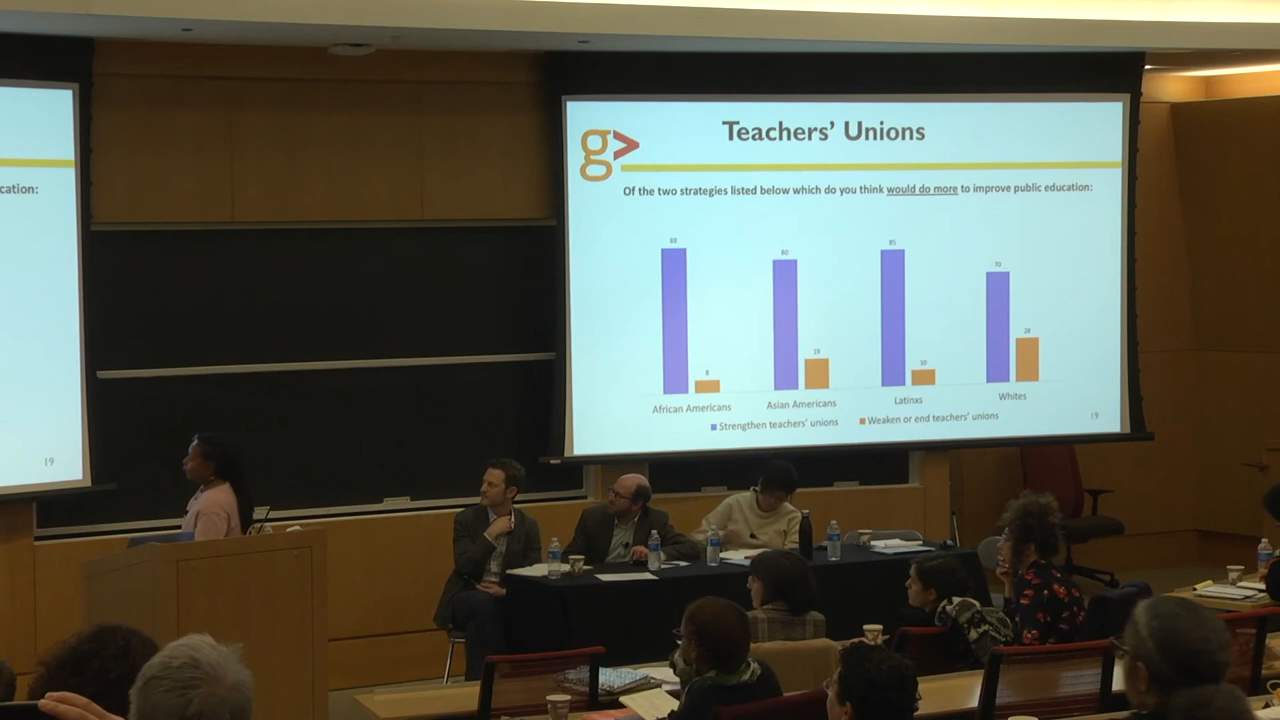 cation:
19
g>
Teachers' Unions
Of the two strategies listed below which do you think would do more to improve public education:
88
8
80
19
85
10
70
28
African Americans
Asian Americans
Latinxs
Whites
Strengthen teachers' unions
Weaken or end teachers' unions
19